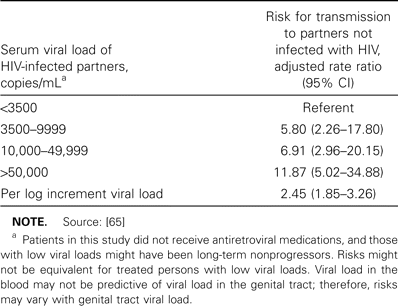 Serum viral load of
HIV-infected partners,
copies/mLa
Risk for transmission
to partners not
infected with HIV,
adjusted rate ratio
(95% CI)
<3500 Referent
3500–9999 5.80 (2.26–17.80)
10,000–49,999 6.91 (2.96–20.15)
>50,000 11.87 (5.02–34.88)
Per log increment viral load 2.45 (1.85–3.26)
NOTE. Source: [65]
a Patients in this study did not receive antiretroviral medications, and those
with low viral loads might have been long-term nonprogressors. Risks might
not be equivalent for treated persons with low viral loads. Viral load in the
blood may not be predictive of viral load in the genital tract; therefore, risks
may vary with genital tract viral load.